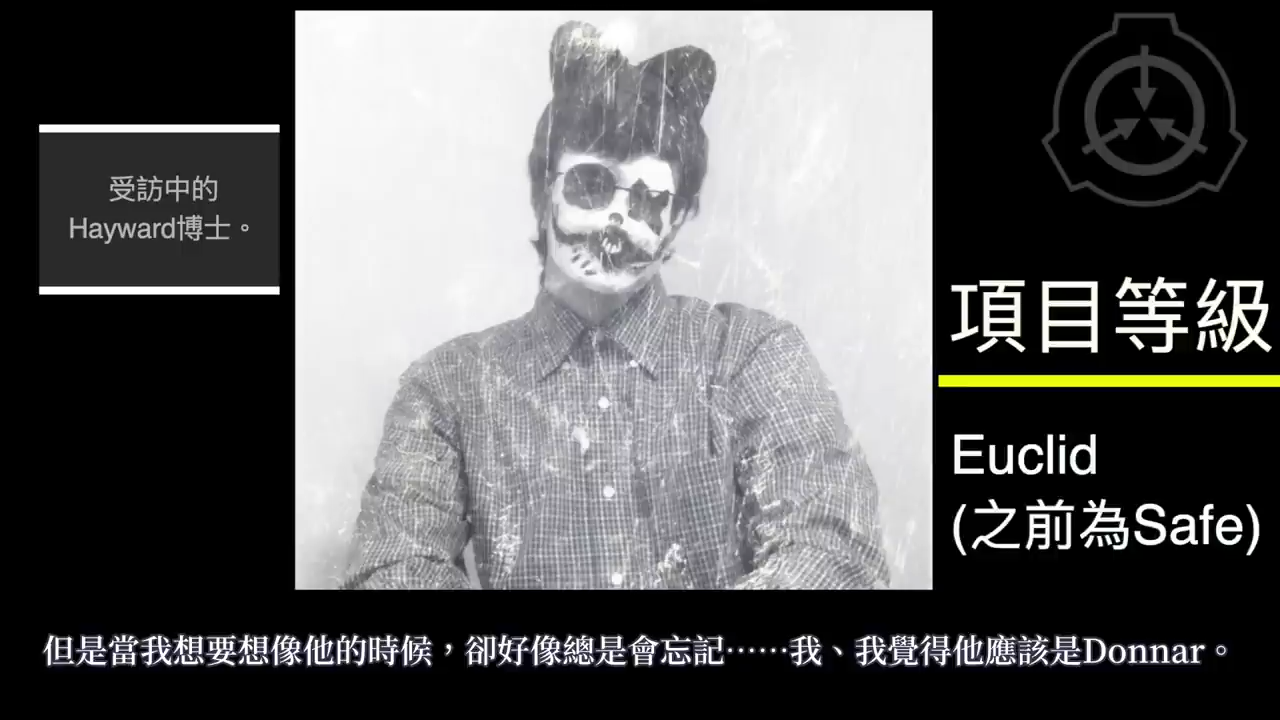 受訪中的
Hayward博士。
項目等級
Euclid
(之前為Safe)
但是當我想要想像他的時候，卻好像總是會忘記⋯⋯我、我覺得他應該是Donnar。